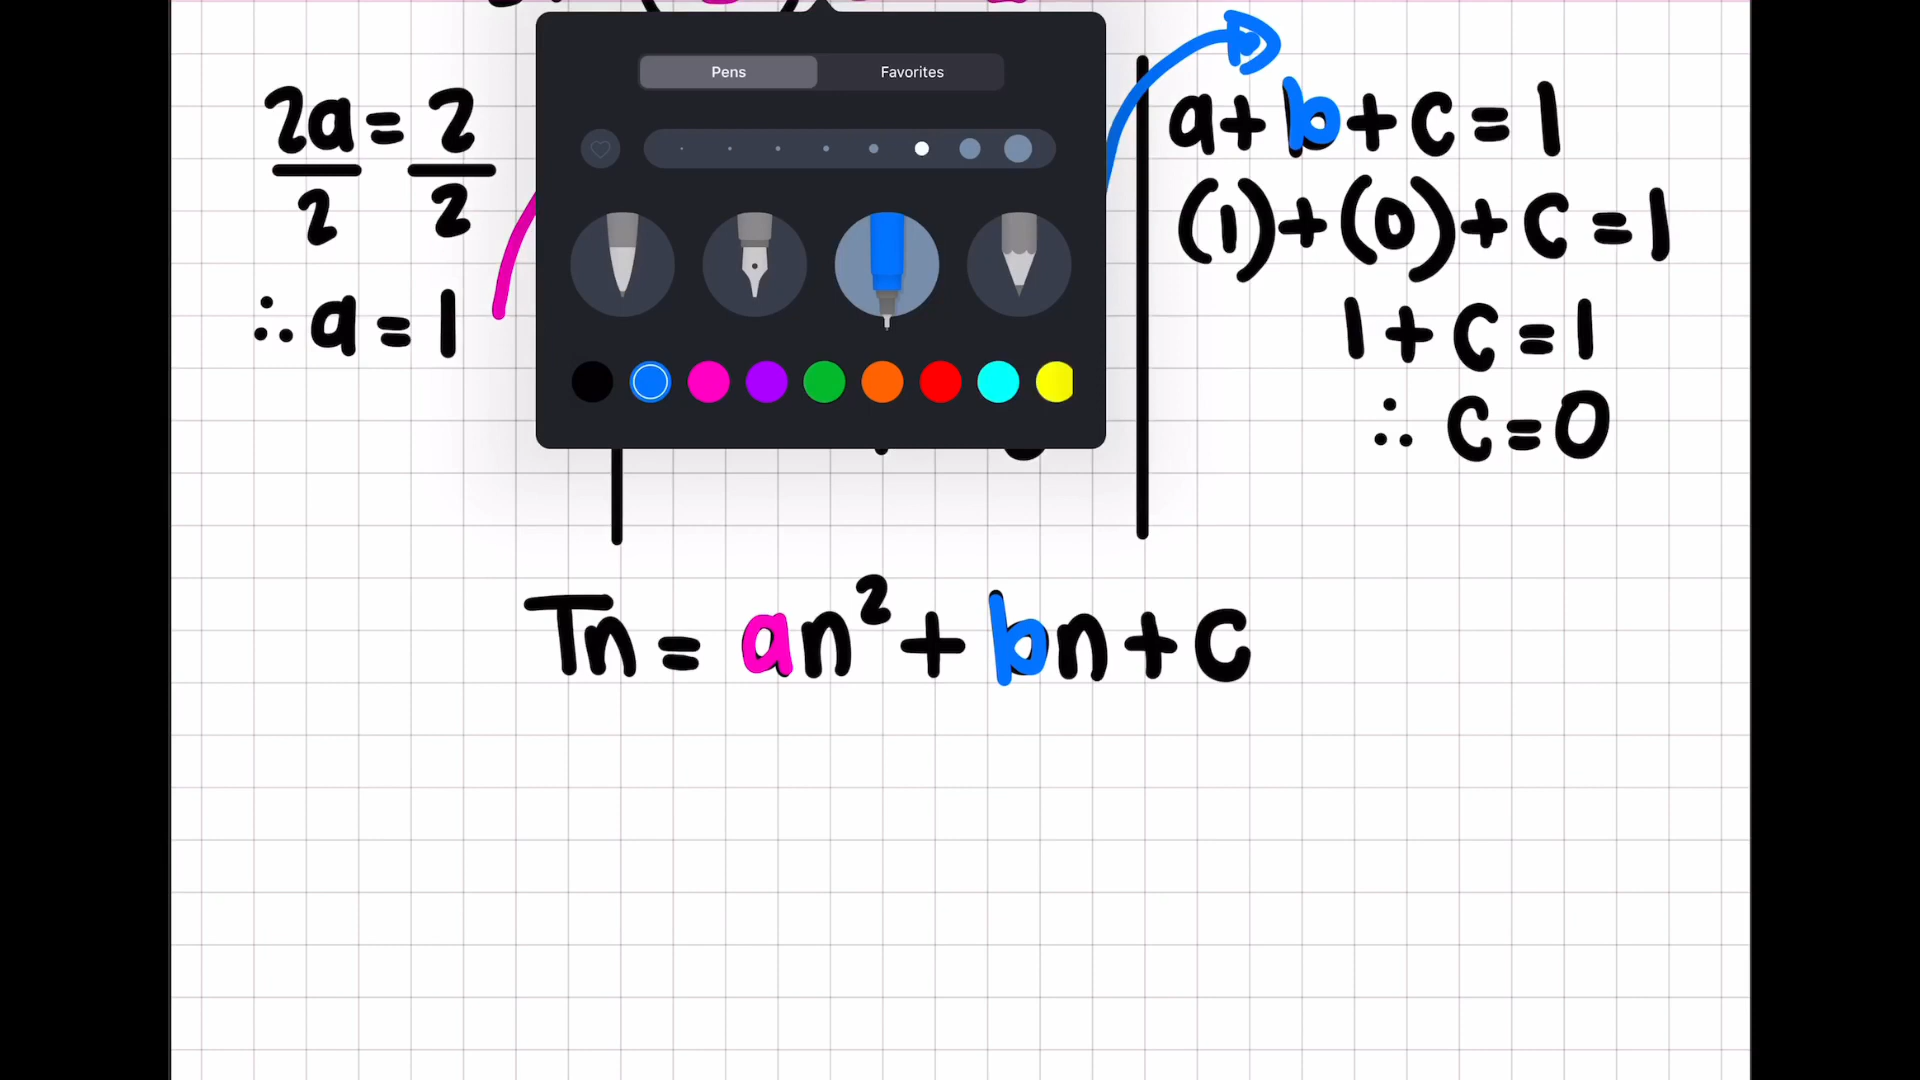 Pens
Favorites
2a = 2
2 2
∴ a = 1
a + b + c = 1
(1) + (0) + c = 1
1 + c = 1
∴ c = 0
Tn = an² + bn + c